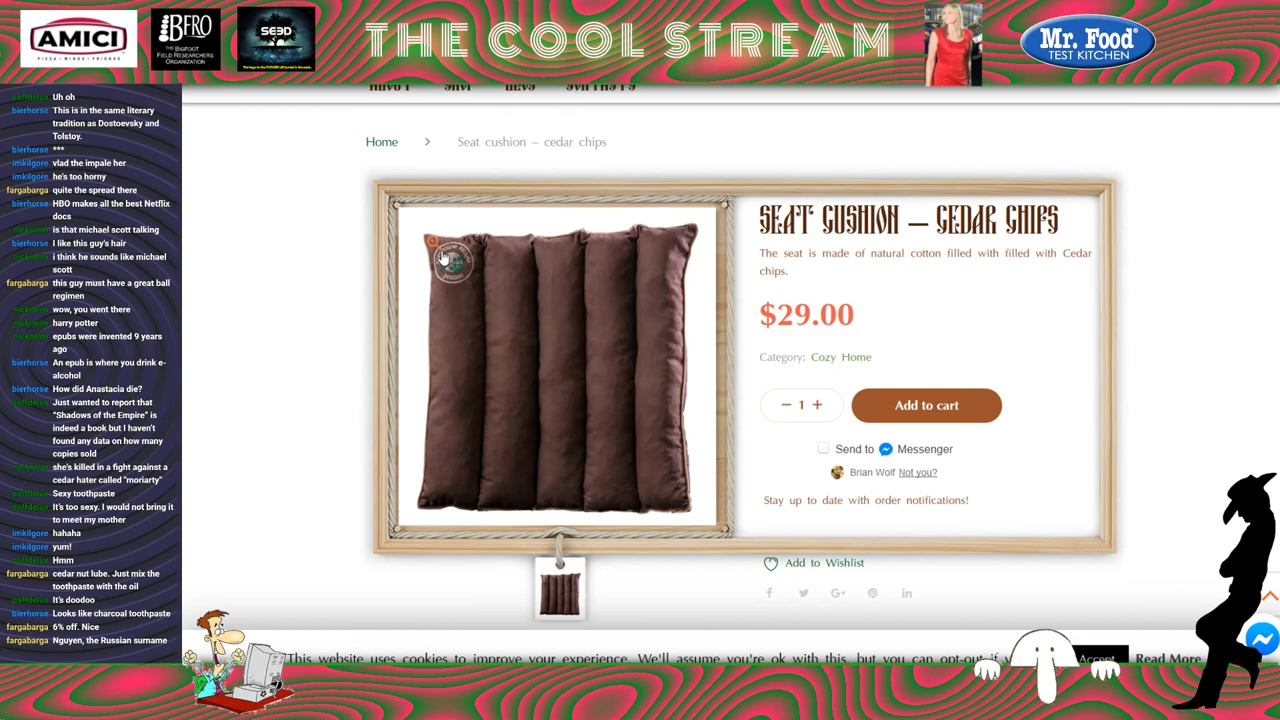 AMICI
PIZZA • WINGS • FRIENDS
BFRO
THE BIGFOOT
FIELD RESEARCHERS
ORGANIZATION
SEED
THE COOL STREAM
Mr. Food®
TEST KITCHEN
poffdelux Uh oh
bierhorse This is in the same literary
tradition as Dostoevsky and
Tolstoy.
bierhorse ***
imkilgore vlad the impale her
imkilgore he's too horny
fargabarga quite the spread there
bierhorse HBO makes all the best Netflix
docs
nickneim is that michael scott talking
bierhorse I like this guy's hair
nickneim i think he sounds like michael
scott
fargabarga this guy must have a great ball
regimen
nickneim wow, you went there
nickneim harry potter
nickneim epubs were invented 9 years
ago
bierhorse An epub is where you drink e-
alcohol
bierhorse How did Anastacia die?
poffdelux Just wanted to report that
“Shadows of the Empire” is
indeed a book but I haven't
found any data on how many
copies sold
nickneim she's killed in a fight against a
cedar hater called "moriarty"
poffdelux Sexy toothpaste
poffdelux It's too sexy. I would not bring it
to meet my mother
imkilgore hahaha
imkilgore yum!
poffdelux Hmm
fargabarga cedar nut lube. Just mix the
toothpaste with the oil
poffdelux It's doodoo
bierhorse Looks like charcoal toothpaste
fargabarga 6% off. Nice
fargabarga Nguyen, the Russian surname
Home > Seat cushion – cedar chips
SEAT CUSHION – CEDAR CHIPS
The seat is made of natural cotton filled with filled with Cedar
chips.
$29.00
Category: Cozy Home
− 1 + Add to cart
Send to Messenger
Brian Wolf Not you?
Stay up to date with order notifications!
Add to Wishlist
This website uses cookies to improve your experience. We'll assume you're ok with this, but you can opt-out if
Accept Read More